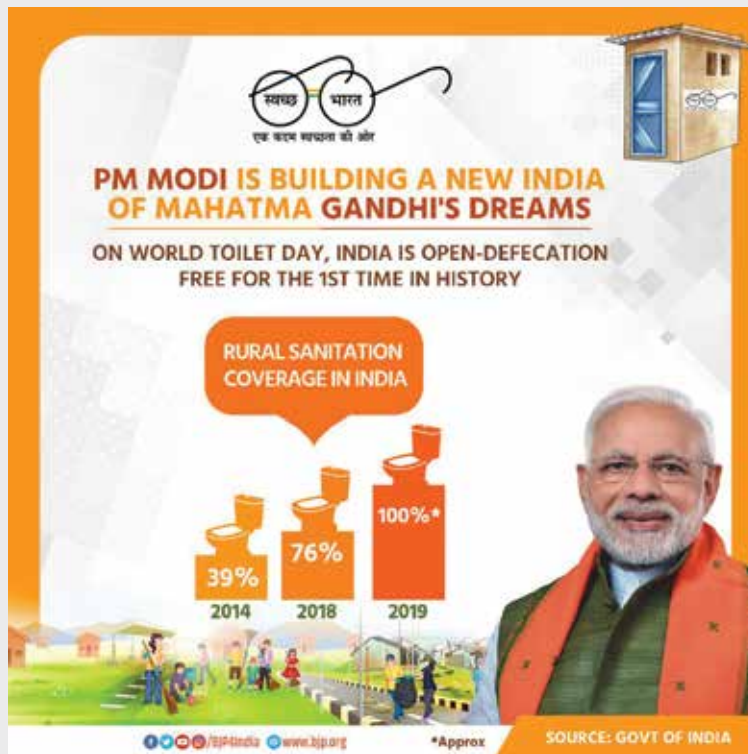 स्वच्छ भारत
एक कदम स्वच्छता की ओर
PM MODI IS BUILDING A NEW INDIA
OF MAHATMA GANDHI'S DREAMS
ON WORLD TOILET DAY, INDIA IS OPEN-DEFECATION
FREE FOR THE 1ST TIME IN HISTORY
RURAL SANITATION
COVERAGE IN INDIA
39%
76%
100%*
2014
2018
2019
/BJP4India www.bjp.org
*Approx
SOURCE: GOVT OF INDIA